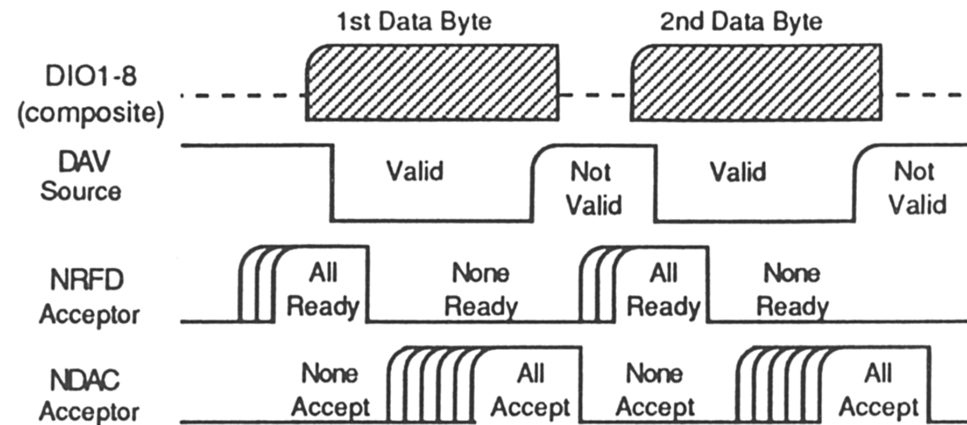 1st Data Byte 2nd Data Byte
DIO1-8
(composite)
DAV
Source
Valid Not Valid Not
Valid Valid
NRFD
Acceptor
All None All None
Ready Ready Ready Ready
NDAC
Acceptor
None All None All
Accept Accept Accept Accept